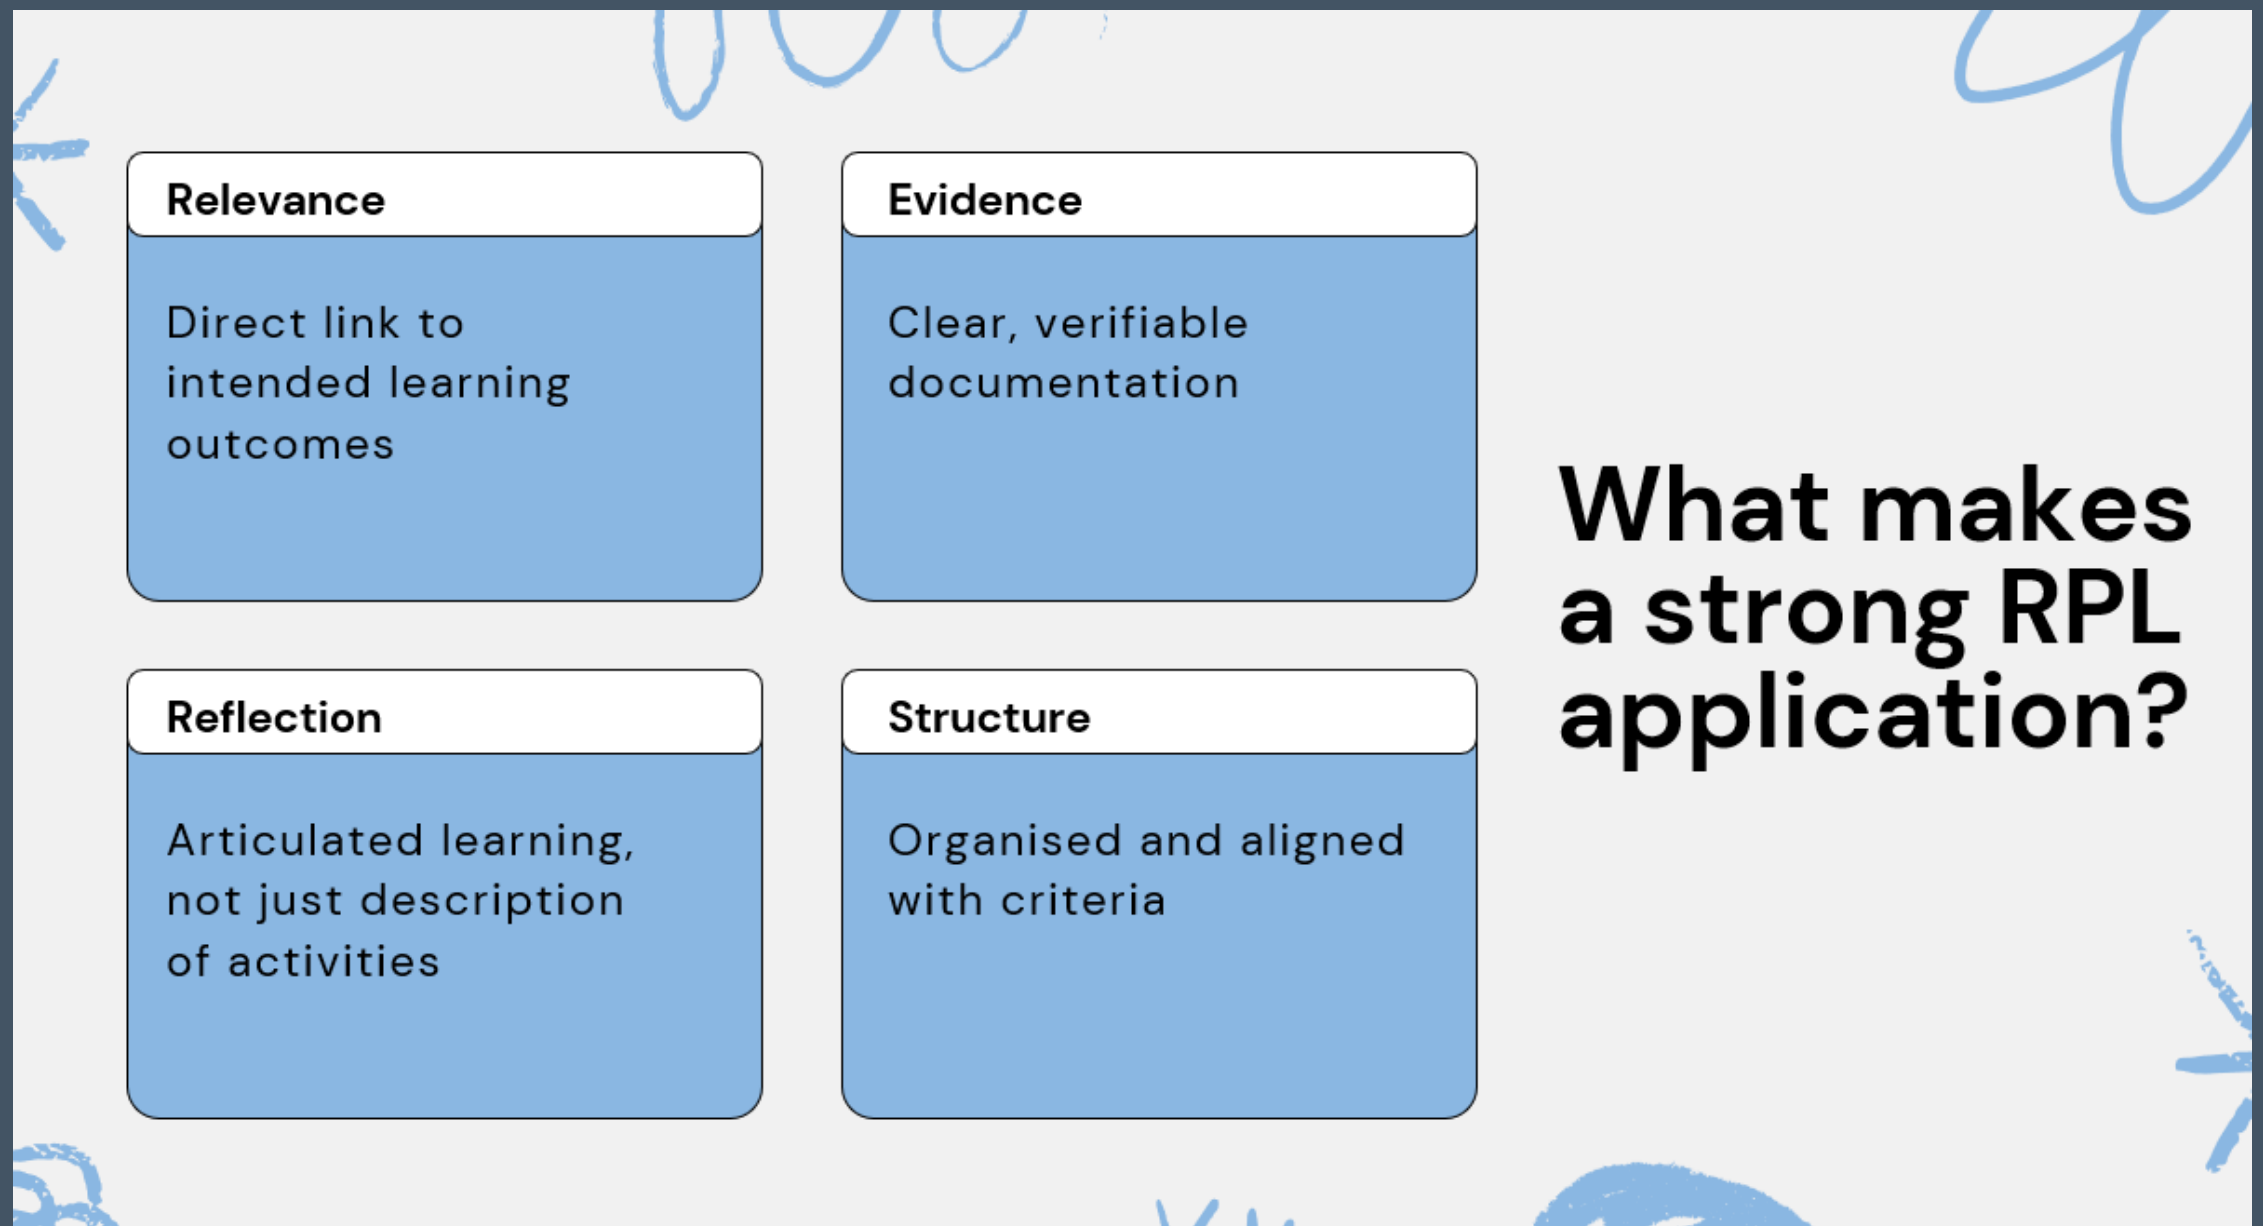 Relevance
Direct link to
intended learning
outcomes
Evidence
Clear, verifiable
documentation
Reflection
Articulated learning,
not just description
of activities
Structure
Organised and aligned
with criteria
What makes
a strong RPL
application?